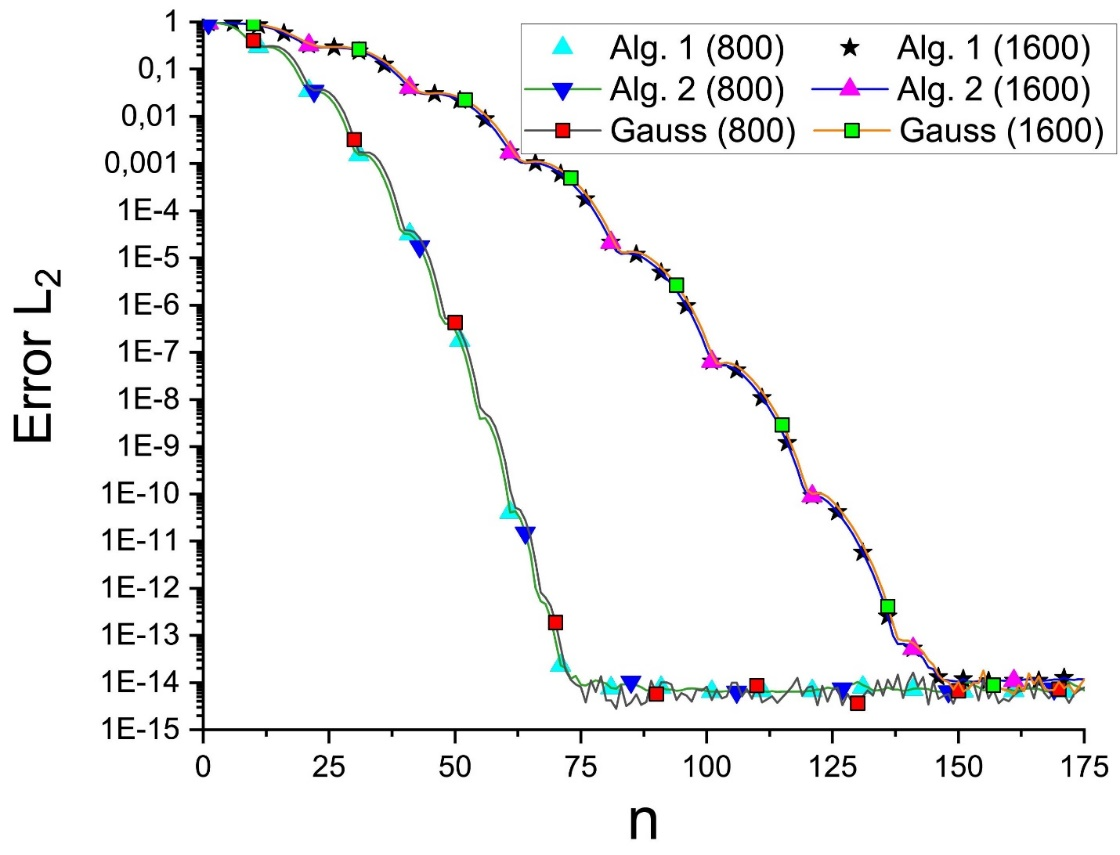 Alg. 1 (800) Alg. 1 (1600)
Alg. 2 (800) Alg. 2 (1600)
Gauss (800) Gauss (1600)
Error L₂
1
0,1
0,01
0,001
1E-4
1E-5
1E-6
1E-7
1E-8
1E-9
1E-10
1E-11
1E-12
1E-13
1E-14
1E-15
0 25 50 75 100 125 150 175
n